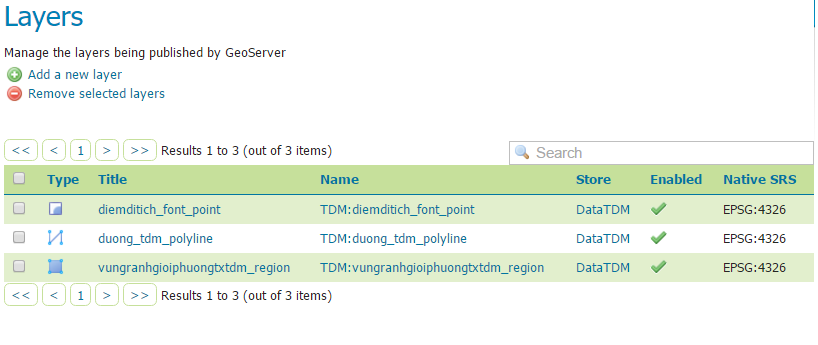 Layers
Manage the layers being published by GeoServer
Add a new layer
Remove selected layers
<< < 1 > >> Results 1 to 3 (out of 3 items) Search
Type Title Name Store Enabled Native SRS
diemditich_font_point TDM:diemditich_font_point DataTDM EPSG:4326
duong_tdm_polyline TDM:duong_tdm_polyline DataTDM EPSG:4326
vungranhgioiphuongtxtdm_region TDM:vungranhgioiphuongtxtdm_region DataTDM EPSG:4326
<< < 1 > >> Results 1 to 3 (out of 3 items)